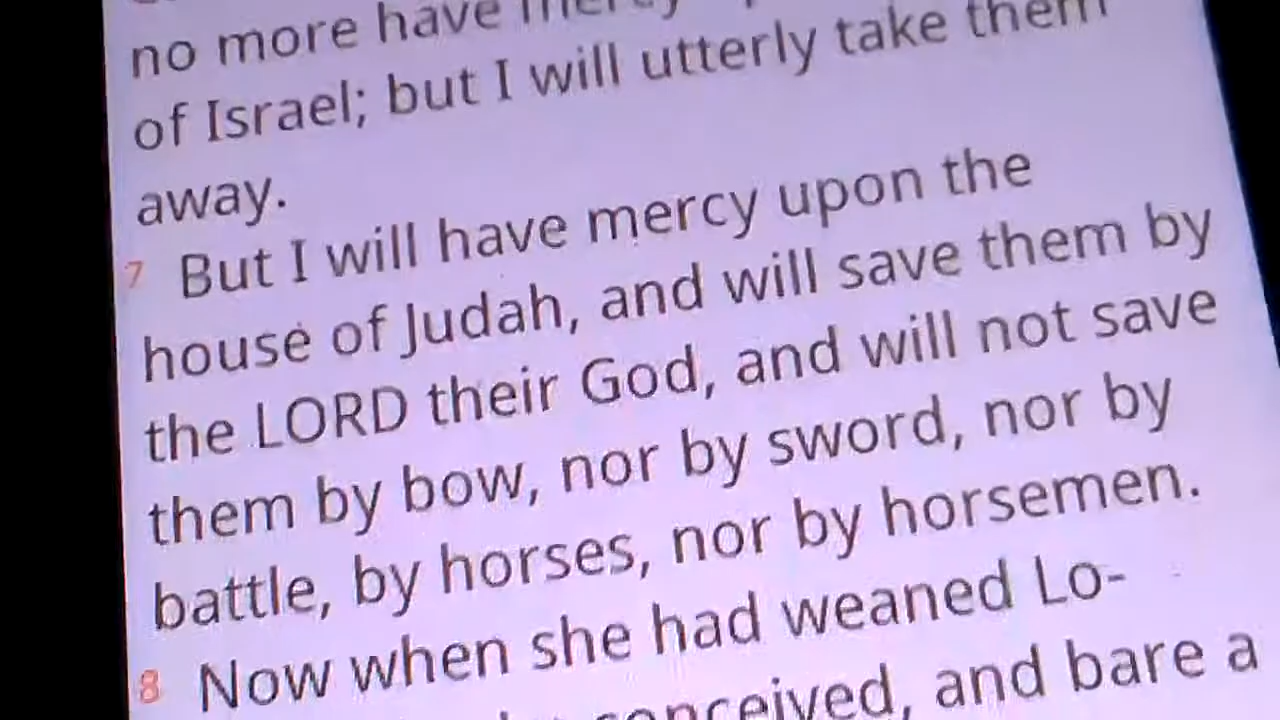 no more have mercy
of Israel; but I will utterly take them
away.
7 But I will have mercy upon the
house of Judah, and will save them by
the LORD their God, and will not save
them by bow, nor by sword, nor by
battle, by horses, nor by horsemen.
8 Now when she had weaned Lo-
conceived, and bare a